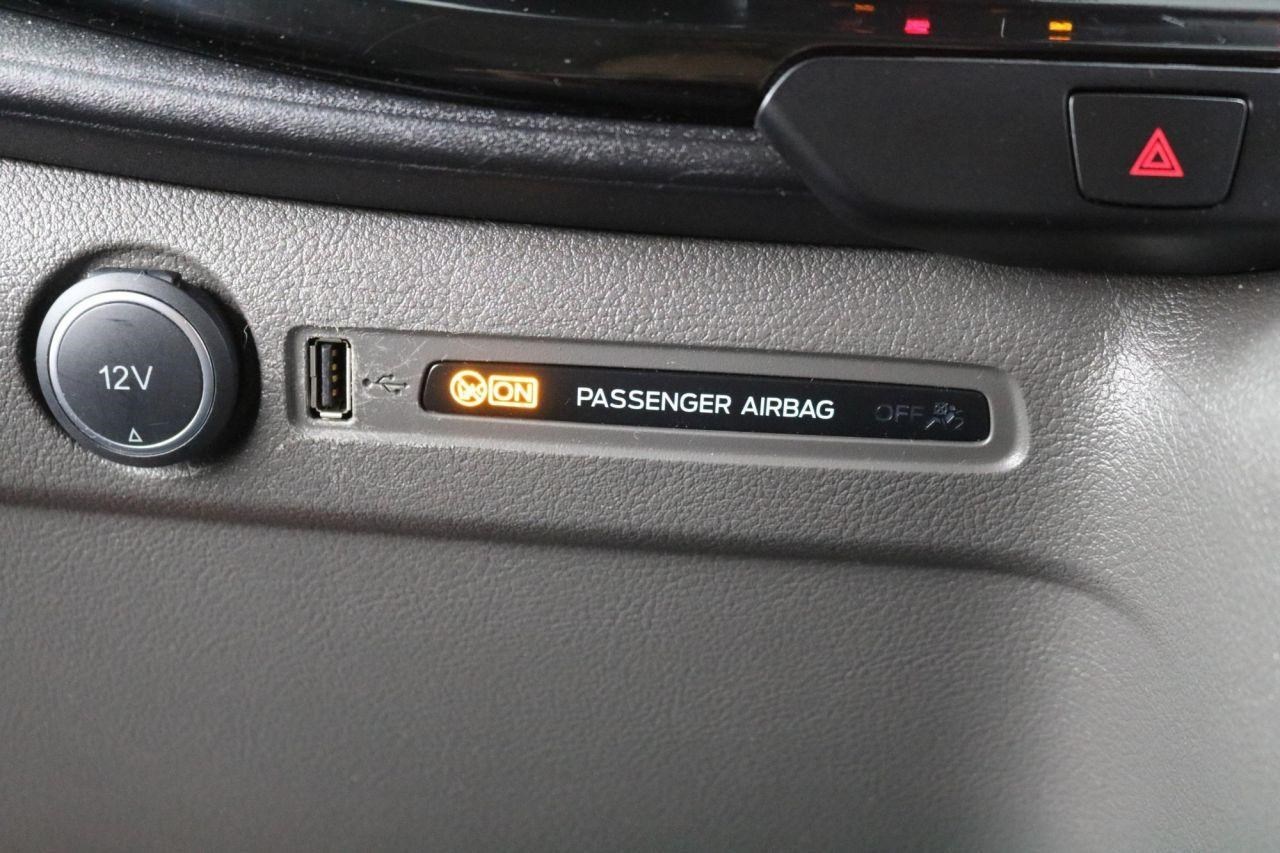 12V
ON PASSENGER AIRBAG OFF